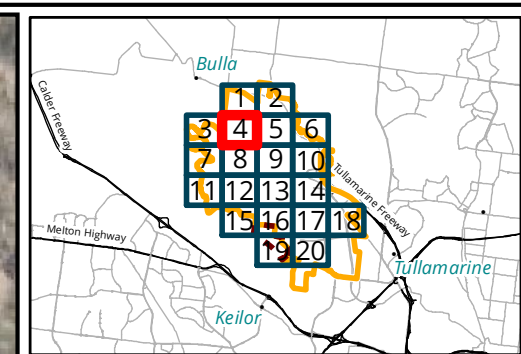 Bulla
Calder Freeway
1 2
3 4 5 6
7 8 9 10
Tullamarine Freeway
11 12 13 14
15 16 17 18
Melton Highway
19 20
Tullamarine
Keilor